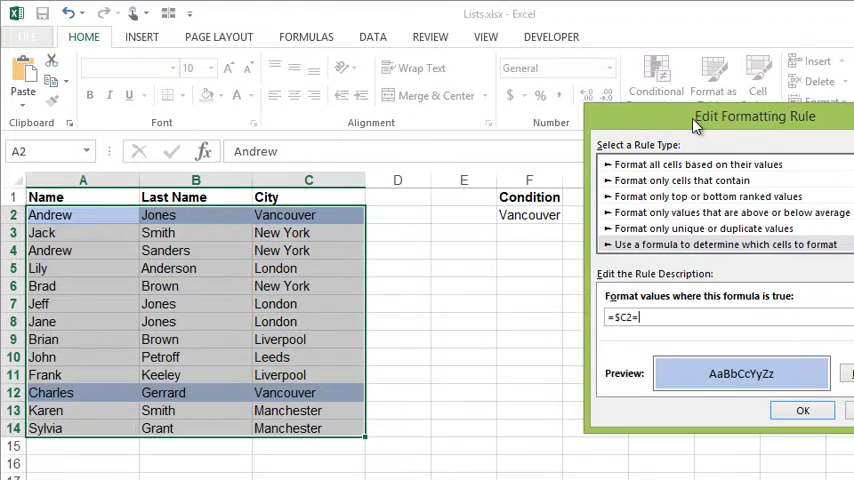 Lists.xlsx - Excel
FILE HOME INSERT PAGE LAYOUT FORMULAS DATA REVIEW VIEW DEVELOPER
10 A A Wrap Text General Insert
Paste B I U A Merge & Center $ % , Conditional Format as Cell Delete
Clipboard Font Alignment Number
A2 fx Andrew
A B C D E F
1 Name Last Name City Condition
2 Andrew Jones Vancouver Vancouver
3 Jack Smith New York
4 Andrew Sanders New York
5 Lily Anderson London
6 Brad Brown New York
7 Jeff Jones London
8 Jane Jones London
9 Brian Brown Liverpool
10 John Petroff Leeds
11 Frank Keeley Liverpool
12 Charles Gerrard Vancouver
13 Karen Smith Manchester
14 Sylvia Grant Manchester
15
16
17
Edit Formatting Rule
Select a Rule Type:
► Format all cells based on their values
► Format only cells that contain
► Format only top or bottom ranked values
► Format only values that are above or below average
► Format only unique or duplicate values
► Use a formula to determine which cells to format
Edit the Rule Description:
Format values where this formula is true:
=$C2=
Preview: AaBbCcYyZz
OK